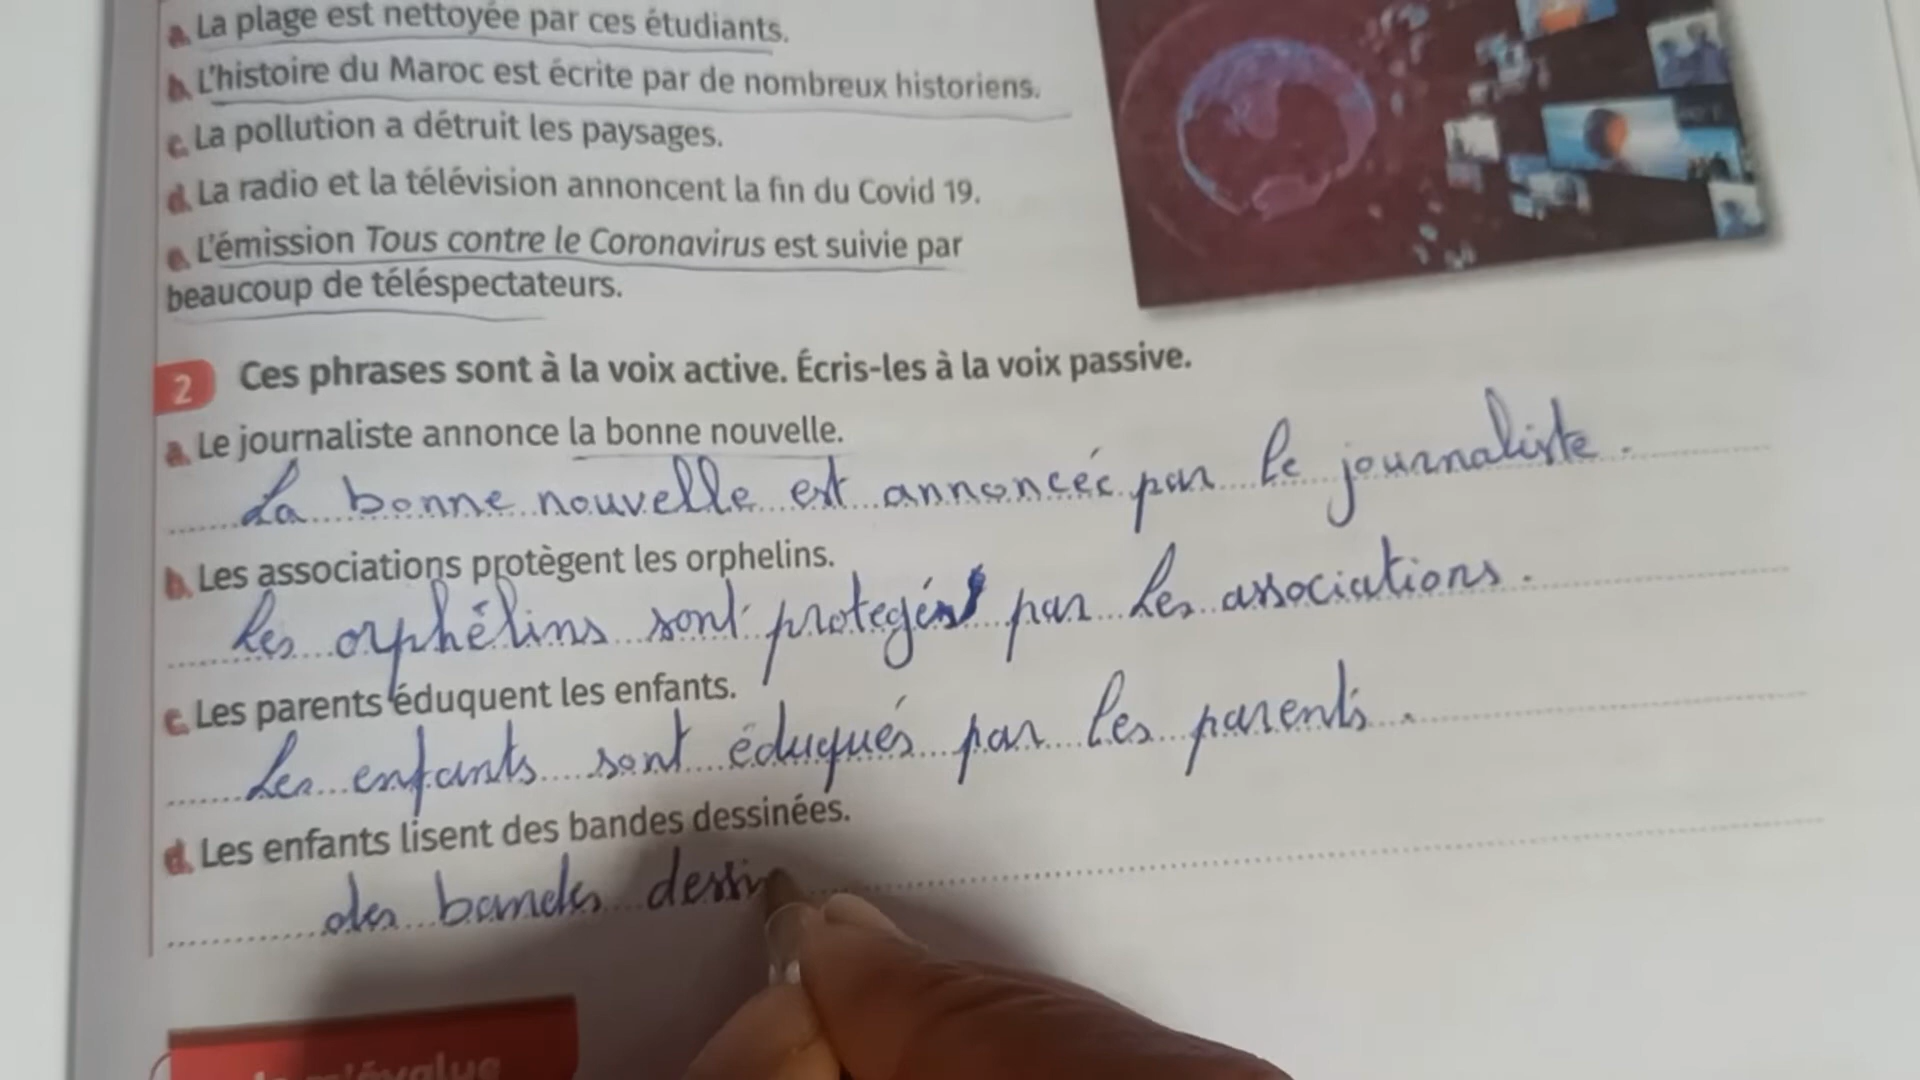 a. La plage est nettoyée par ces étudiants.
b. L'histoire du Maroc est écrite par de nombreux historiens.
c. La pollution a détruit les paysages.
d. La radio et la télévision annoncent la fin du Covid 19.
e. L'émission Tous contre le Coronavirus est suivie par
beaucoup de téléspectateurs.
2 Ces phrases sont à la voix active. Écris-les à la voix passive.
a. Le journaliste annonce la bonne nouvelle.
La bonne nouvelle est annoncée par le journaliste.
b. Les associations protègent les orphelins.
Les orphélins sont protegés par les associations.
c. Les parents éduquent les enfants.
Les enfants sont éduqués par les parents.
d. Les enfants lisent des bandes dessinées.
des bandes dessi
m'évalue